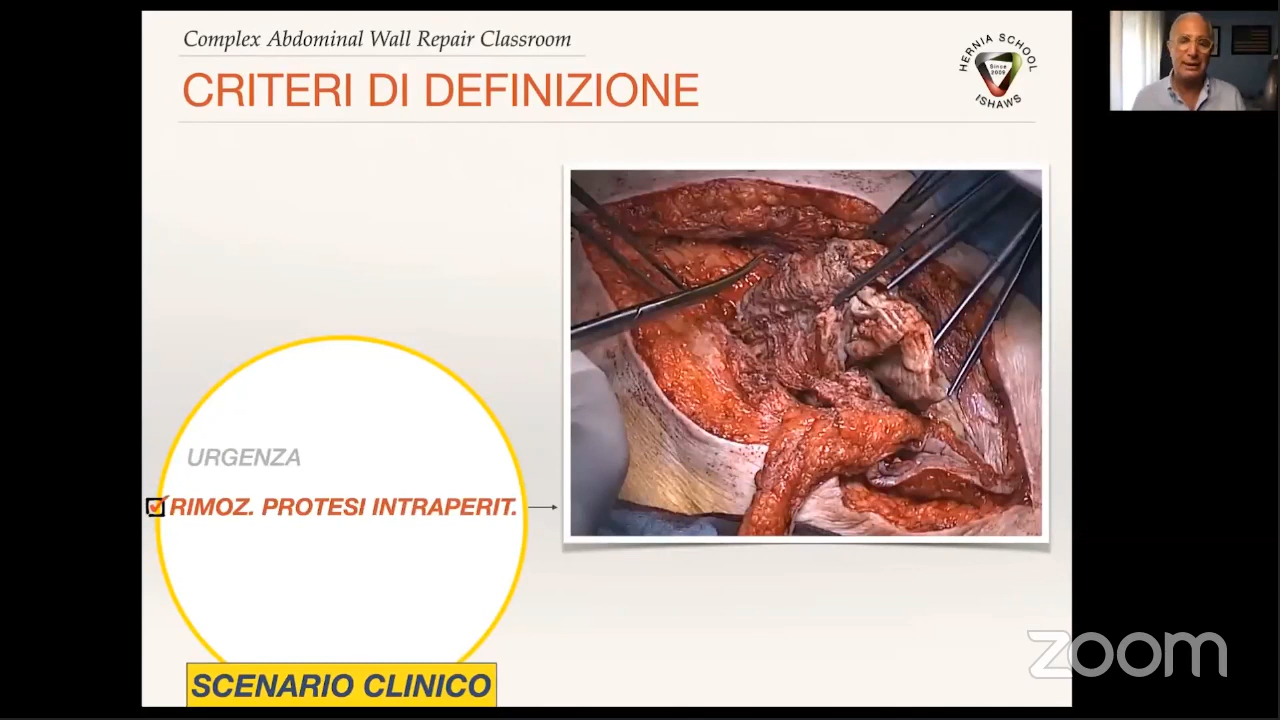 Complex Abdominal Wall Repair Classroom
CRITERI DI DEFINIZIONE
HERNIA SCHOOL
Since
2009
ISHAWS
URGENZA
RIMOZ. PROTESI INTRAPERIT.
SCENARIO CLINICO
zoom